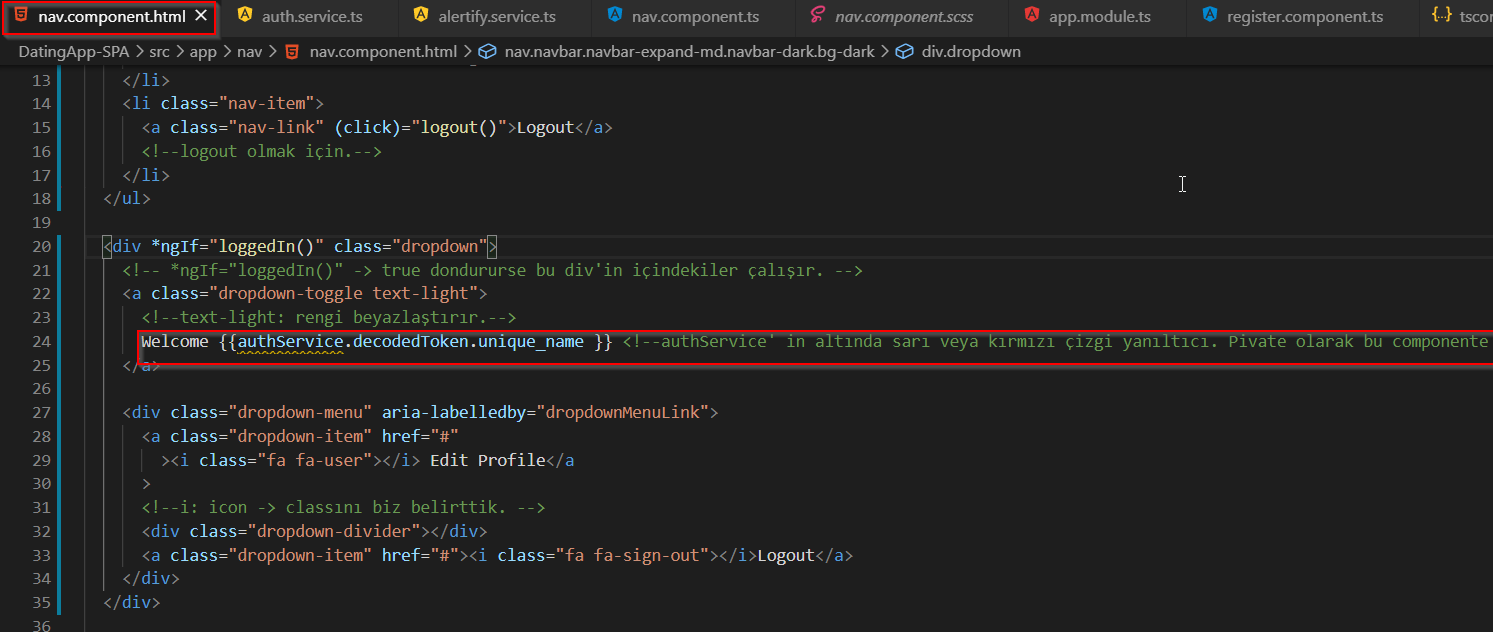 nav.component.html
auth.service.ts
alertify.service.ts
nav.component.ts
nav.component.scss
app.module.ts
register.component.ts
{..} tscor
DatingApp-SPA > src > app > nav > nav.component.html > nav.navbar.navbar-expand-md.navbar-dark.bg-dark > div.dropdown
13 </li>
14 <li class="nav-item">
15 <a class="nav-link" (click)="logout()">Logout</a>
16 <!--logout olmak için.-->
17 </li>
18 </ul>
19
20 <div *ngIf="loggedIn()" class="dropdown">
21 <!-- *ngIf="loggedIn()" -> true dondururse bu div'in içindekiler çalışır. -->
22 <a class="dropdown-toggle text-light">
23 <!--text-light: rengi beyazlaştırır.-->
24 Welcome {{authService.decodedToken.unique_name }} <!--authService' in altında sarı veya kırmızı çizgi yanıltıcı. Pivate olarak bu componente
25 </a>
26
27 <div class="dropdown-menu" aria-labelledby="dropdownMenuLink">
28 <a class="dropdown-item" href="#"
29 ><i class="fa fa-user"></i> Edit Profile</a
30 >
31 <!--i: icon -> classını biz belirttik. -->
32 <div class="dropdown-divider"></div>
33 <a class="dropdown-item" href="#"><i class="fa fa-sign-out"></i>Logout</a>
34 </div>
35 </div>
36